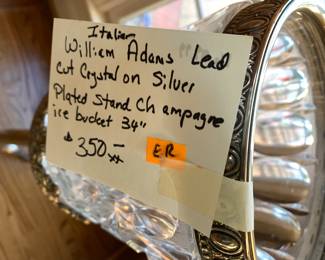 Italian
William Adams Lead
cut Crystal on Silver
Plated Stand Champagne
ice bucket 34"
$350.xx
ER